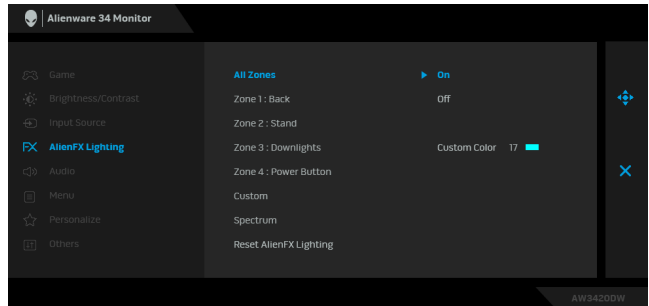 Alienware 34 Monitor
Game
All Zones
On
Brightness/Contrast
Zone 1 : Back
Off
Input Source
Zone 2 : Stand
FX AlienFX Lighting
Zone 3 : Downlights
Custom Color 17
Audio
Zone 4 : Power Button
Menu
Custom
Personalize
Spectrum
Others
Reset AlienFX Lighting
AW3420DW